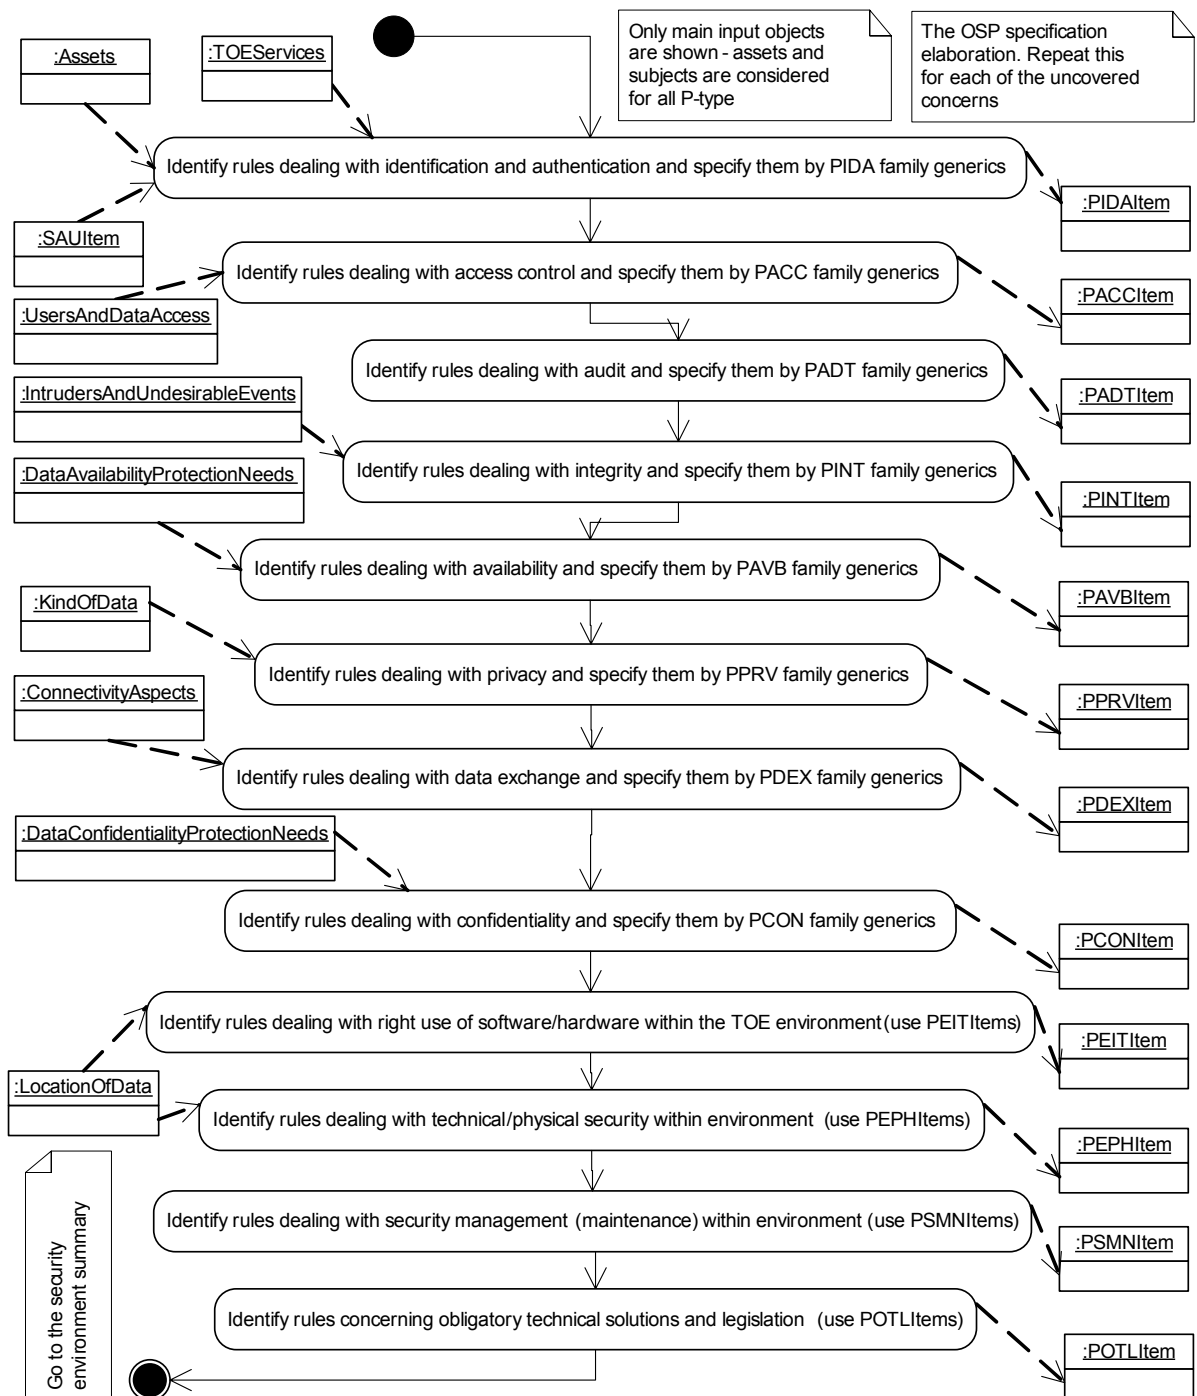 :Assets
:TOEServices
Only main input objects
are shown - assets and
subjects are considered
for all P-type
The OSP specification
elaboration. Repeat this
for each of the uncovered
concerns
Identify rules dealing with identification and authentication and specify them by PIDA family generics
:PIDAItem
:SAUItem
Identify rules dealing with access control and specify them by PACC family generics
:PACCItem
:UsersAndDataAccess
Identify rules dealing with audit and specify them by PADT family generics
:PADTItem
:IntrudersAndUndesirableEvents
Identify rules dealing with integrity and specify them by PINT family generics
:PINTItem
:DataAvailabilityProtectionNeeds
Identify rules dealing with availability and specify them by PAVB family generics
:PAVBItem
:KindOfData
Identify rules dealing with privacy and specify them by PPRV family generics
:PPRVItem
:ConnectivityAspects
Identify rules dealing with data exchange and specify them by PDEX family generics
:PDEXItem
:DataConfidentialityProtectionNeeds
Identify rules dealing with confidentiality and specify them by PCON family generics
:PCONItem
Identify rules dealing with right use of software/hardware within the TOE environment (use PEITItems)
:PEITItem
:LocationOfData
Identify rules dealing with technical/physical security within environment (use PEPHItems)
:PEPHItem
Identify rules dealing with security management (maintenance) within environment (use PSMNItems)
:PSMNItem
Go to the security
environment summary
Identify rules concerning obligatory technical solutions and legislation (use POTLItems)
:POTLItem